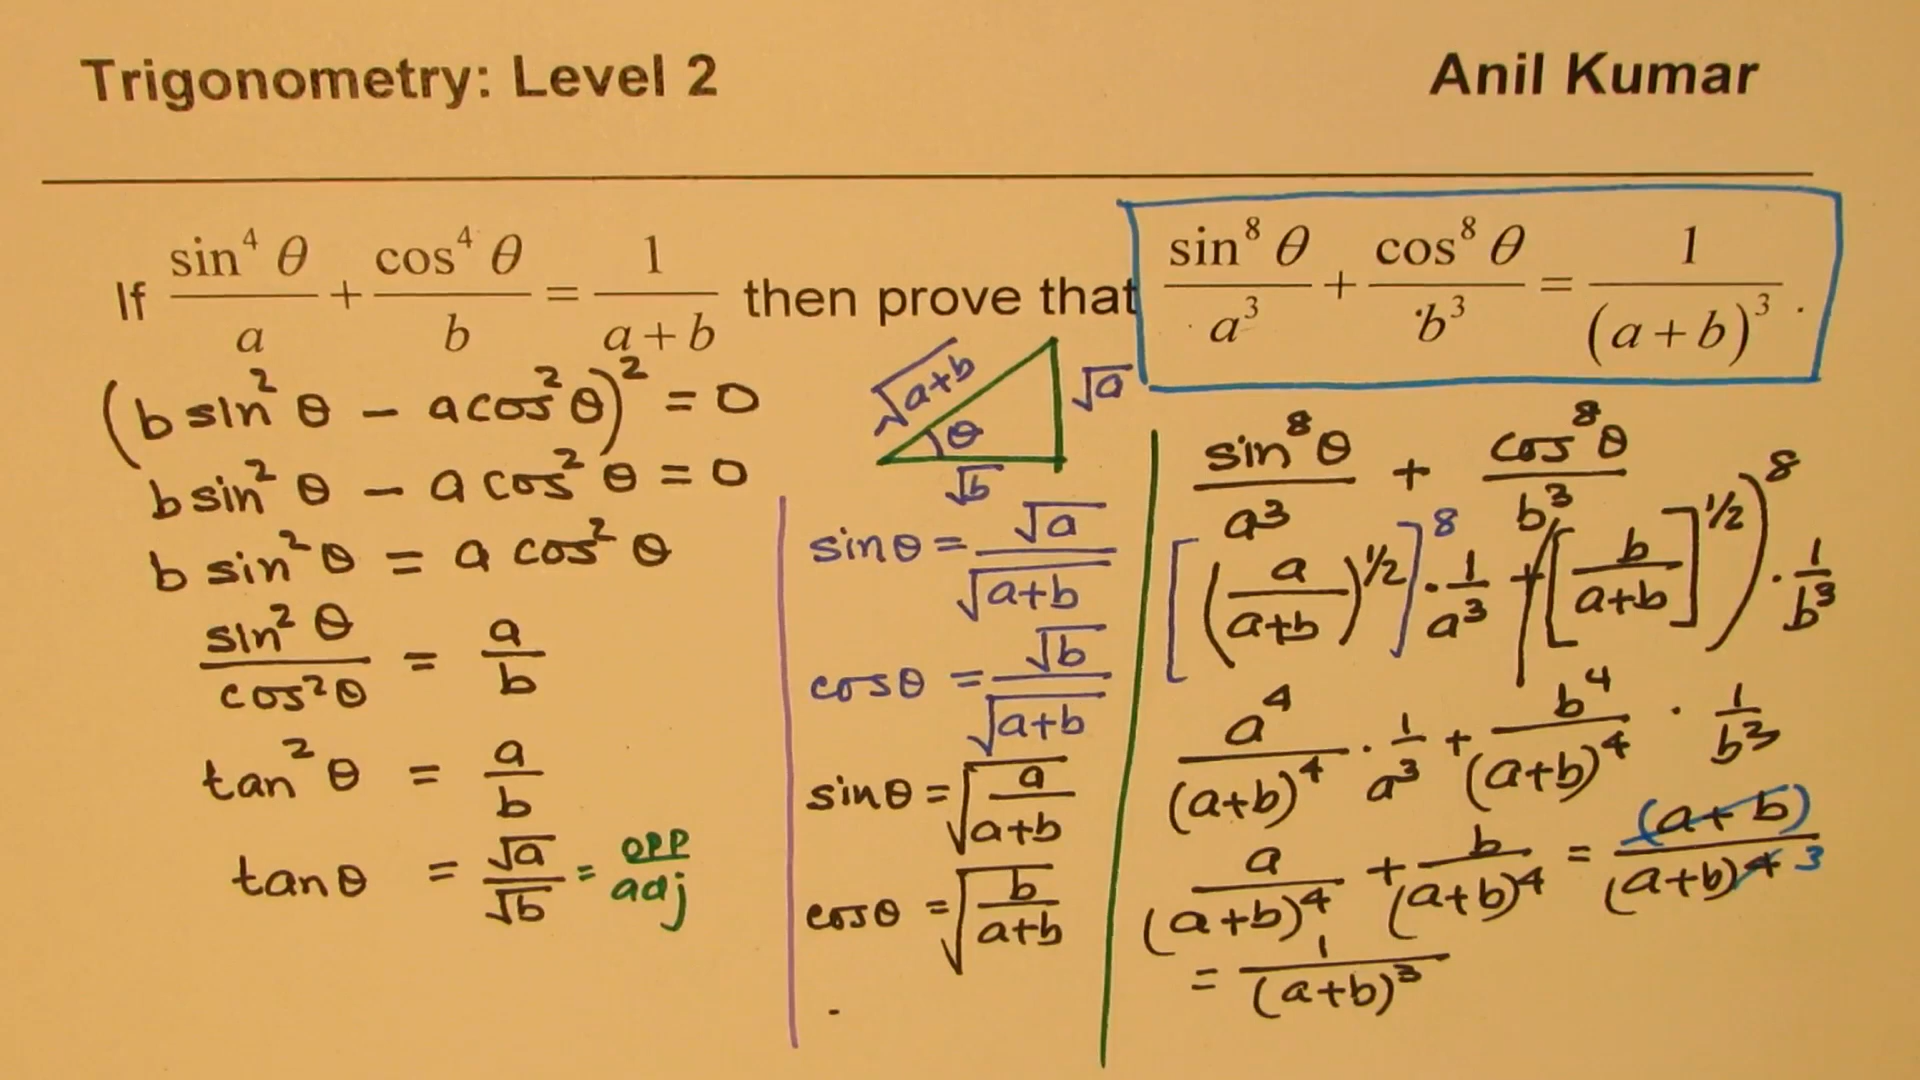 Trigonometry: Level 2
Anil Kumar
If sin⁴ θ / a + cos⁴ θ / b = 1 / (a + b) then prove that sin⁸ θ / a³ + cos⁸ θ / b³ = 1 / (a + b)³ .
(b sin² θ − a cos² θ)² = 0
b sin² θ − a cos² θ = 0
b sin² θ = a cos² θ
sin² θ / cos² θ = a / b
tan² θ = a / b
tan θ = √a / √b = opp / adj
√a+b
√a
θ
√b
sin θ = √a / √a+b
cos θ = √b / √a+b
sin θ = √(a / a+b)
cos θ = √(b / a+b)
sin⁸ θ / a³ + cos⁸ θ / b³
[(a / a+b)^1/2]⁸ · 1 / a³ + ([b / a+b]^1/2)⁸ · 1 / b³
a⁴ / (a+b)⁴ · 1 / a³ + b⁴ / (a+b)⁴ · 1 / b³
a / (a+b)⁴ + b / (a+b)⁴ = (a+b) / (a+b)⁴ 3
= 1 / (a+b)³